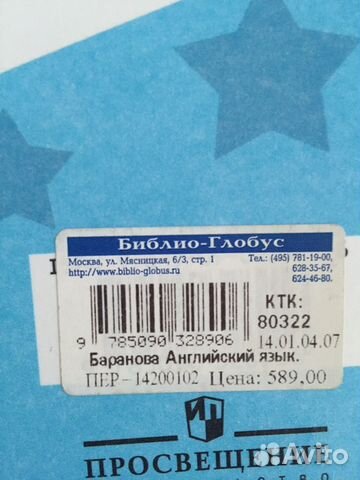 Библио-Глобус
Москва, ул. Мясницкая, 6/3, стр. 1 Тел.: (495) 781-19-00,
http://www.biblio-globus.ru 628-35-67,
624-46-80.
КТК:
80322
9 785090 328906 14.01.04.07
Баранова Английский язык.
ПЕР-14200102 Цена: 589,00
ПРОСВЕЩЕНИЕ
Avito